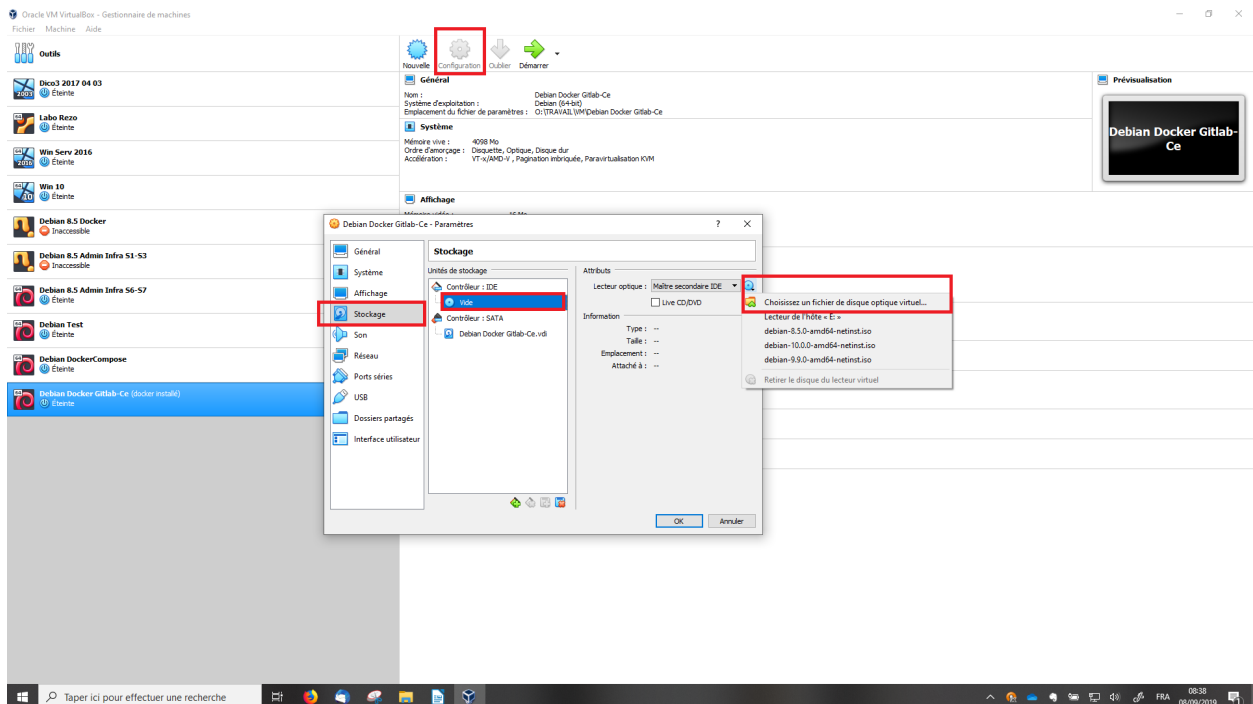 Oracle VM VirtualBox - Gestionnaire de machines
Fichier Machine Aide
Outils
Nouvelle Configuration Oublier Démarrer
Dico3 2017 04 03
Éteinte
Labo Rezo
Éteinte
Win Serv 2016
Éteinte
Win 10
Éteinte
Debian 8.5 Docker
Inaccessible
Debian 8.5 Admin Infra S1-S3
Inaccessible
Debian 8.5 Admin Infra S6-S7
Éteinte
Debian Test
Éteinte
Debian DockerCompose
Éteinte
Debian Docker Gitlab-Ce (docker installé)
Éteinte
Général
Nom : Debian Docker Gitlab-Ce
Système d'exploitation : Debian (64-bit)
Emplacement du fichier de paramètres : O:\TRAVAIL\VM\Debian Docker Gitlab-Ce
Système
Mémoire vive : 4098 Mo
Ordre d'amorçage : Disquette, Optique, Disque dur
Accélération : VT-x/AMD-V , Pagination imbriquée, Paravirtualisation KVM
Affichage
Prévisualisation
Debian Docker Gitlab-
Ce
Debian Docker Gitlab-Ce - Paramètres ? ×
Général
Système
Affichage
Stockage
Son
Réseau
Ports séries
USB
Dossiers partagés
Interface utilisateur
Stockage
Unités de stockage
Contrôleur : IDE
Vide
Contrôleur : SATA
Debian Docker Gitlab-Ce.vdi
Attributs
Lecteur optique : Maître secondaire IDE
Live CD/DVD
Information
Type : --
Taille : --
Emplacement : --
Attaché à : --
Choisissez un fichier de disque optique virtuel...
Lecteur de l'hôte « E: »
debian-8.5.0-amd64-netinst.iso
debian-10.0.0-amd64-netinst.iso
debian-9.9.0-amd64-netinst.iso
Retirer le disque du lecteur virtuel
OK Annuler
Taper ici pour effectuer une recherche
FRA
08:38
08/09/2019